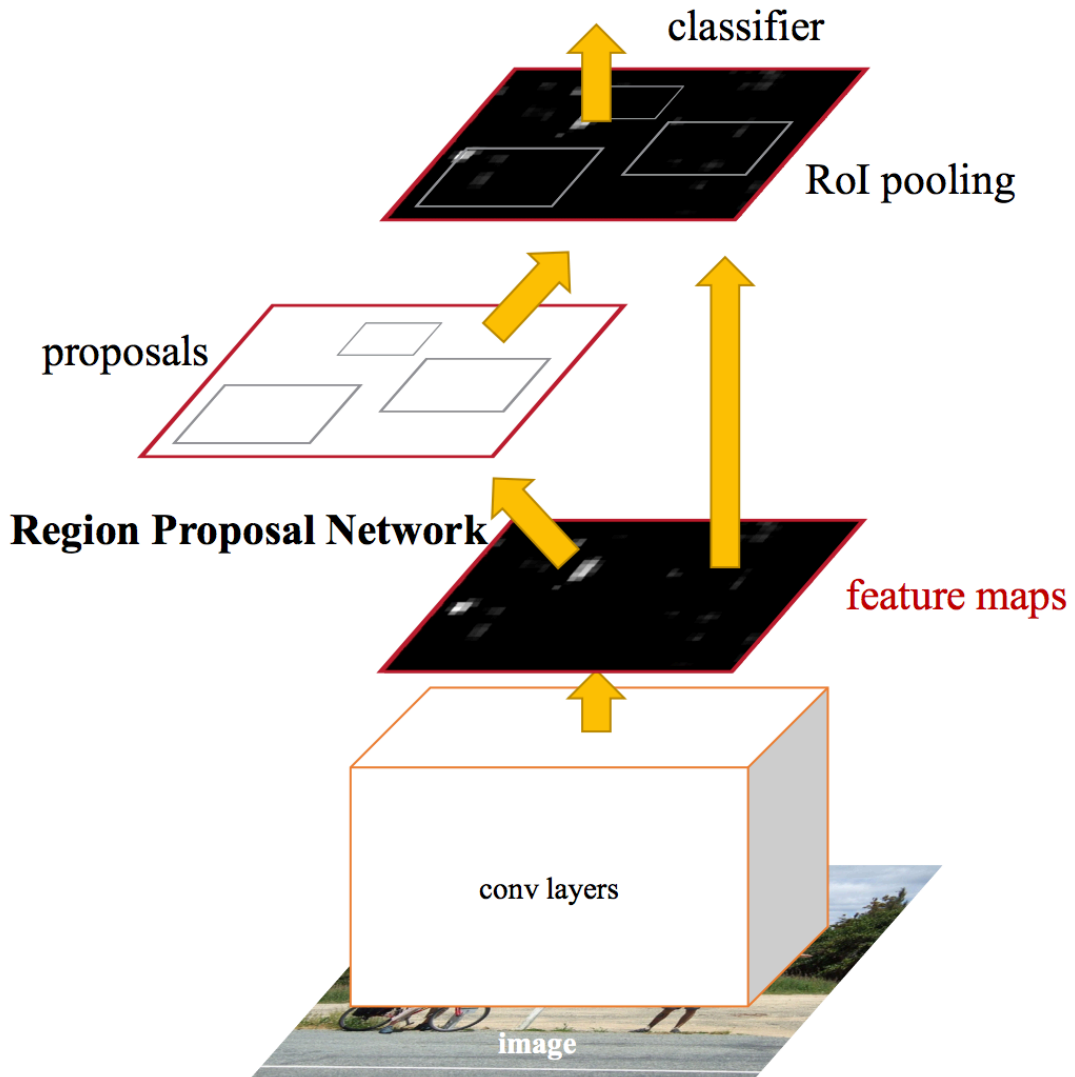 classifier
RoI pooling
proposals
Region Proposal Network
feature maps
conv layers
image